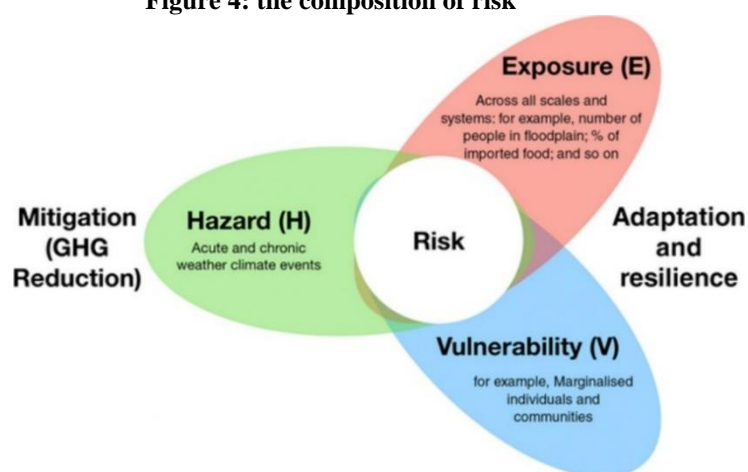 Figure 4: the composition of risk
Exposure (E)
Across all scales and
systems: for example, number of
people in floodplain; % of
imported food; and so on
Mitigation
(GHG
Reduction)
Hazard (H)
Acute and chronic
weather climate events
Risk
Adaptation
and
resilience
Vulnerability (V)
for example, Marginalised
individuals and
communities